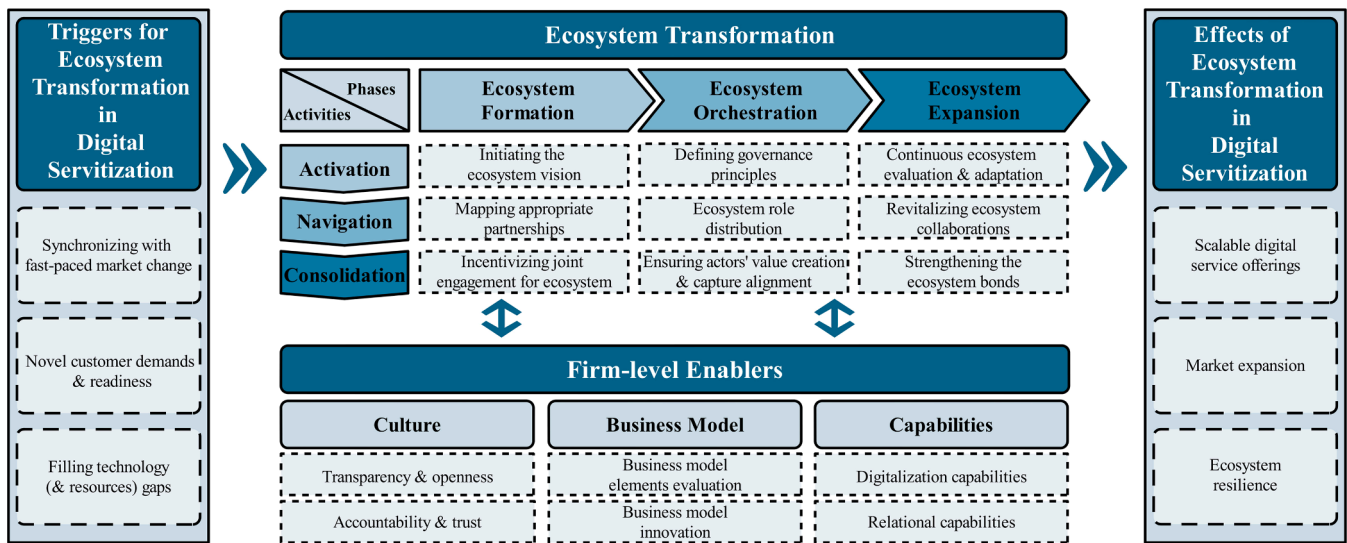 Triggers for
Ecosystem
Transformation
in
Digital
Servitization
Synchronizing with
fast-paced market change
Novel customer demands
& readiness
Filling technology
(& resources) gaps
Ecosystem Transformation
Phases
Activities
Ecosystem
Formation
Ecosystem
Orchestration
Ecosystem
Expansion
Activation
Initiating the
ecosystem vision
Defining governance
principles
Continuous ecosystem
evaluation & adaptation
Navigation
Mapping appropriate
partnerships
Ecosystem role
distribution
Revitalizing ecosystem
collaborations
Consolidation
Incentivizing joint
engagement for ecosystem
Ensuring actors' value creation
& capture alignment
Strengthening the
ecosystem bonds
Firm-level Enablers
Culture
Transparency & openness
Accountability & trust
Business Model
Business model
elements evaluation
Business model
innovation
Capabilities
Digitalization capabilities
Relational capabilities
Effects of
Ecosystem
Transformation
in
Digital
Servitization
Scalable digital
service offerings
Market expansion
Ecosystem
resilience